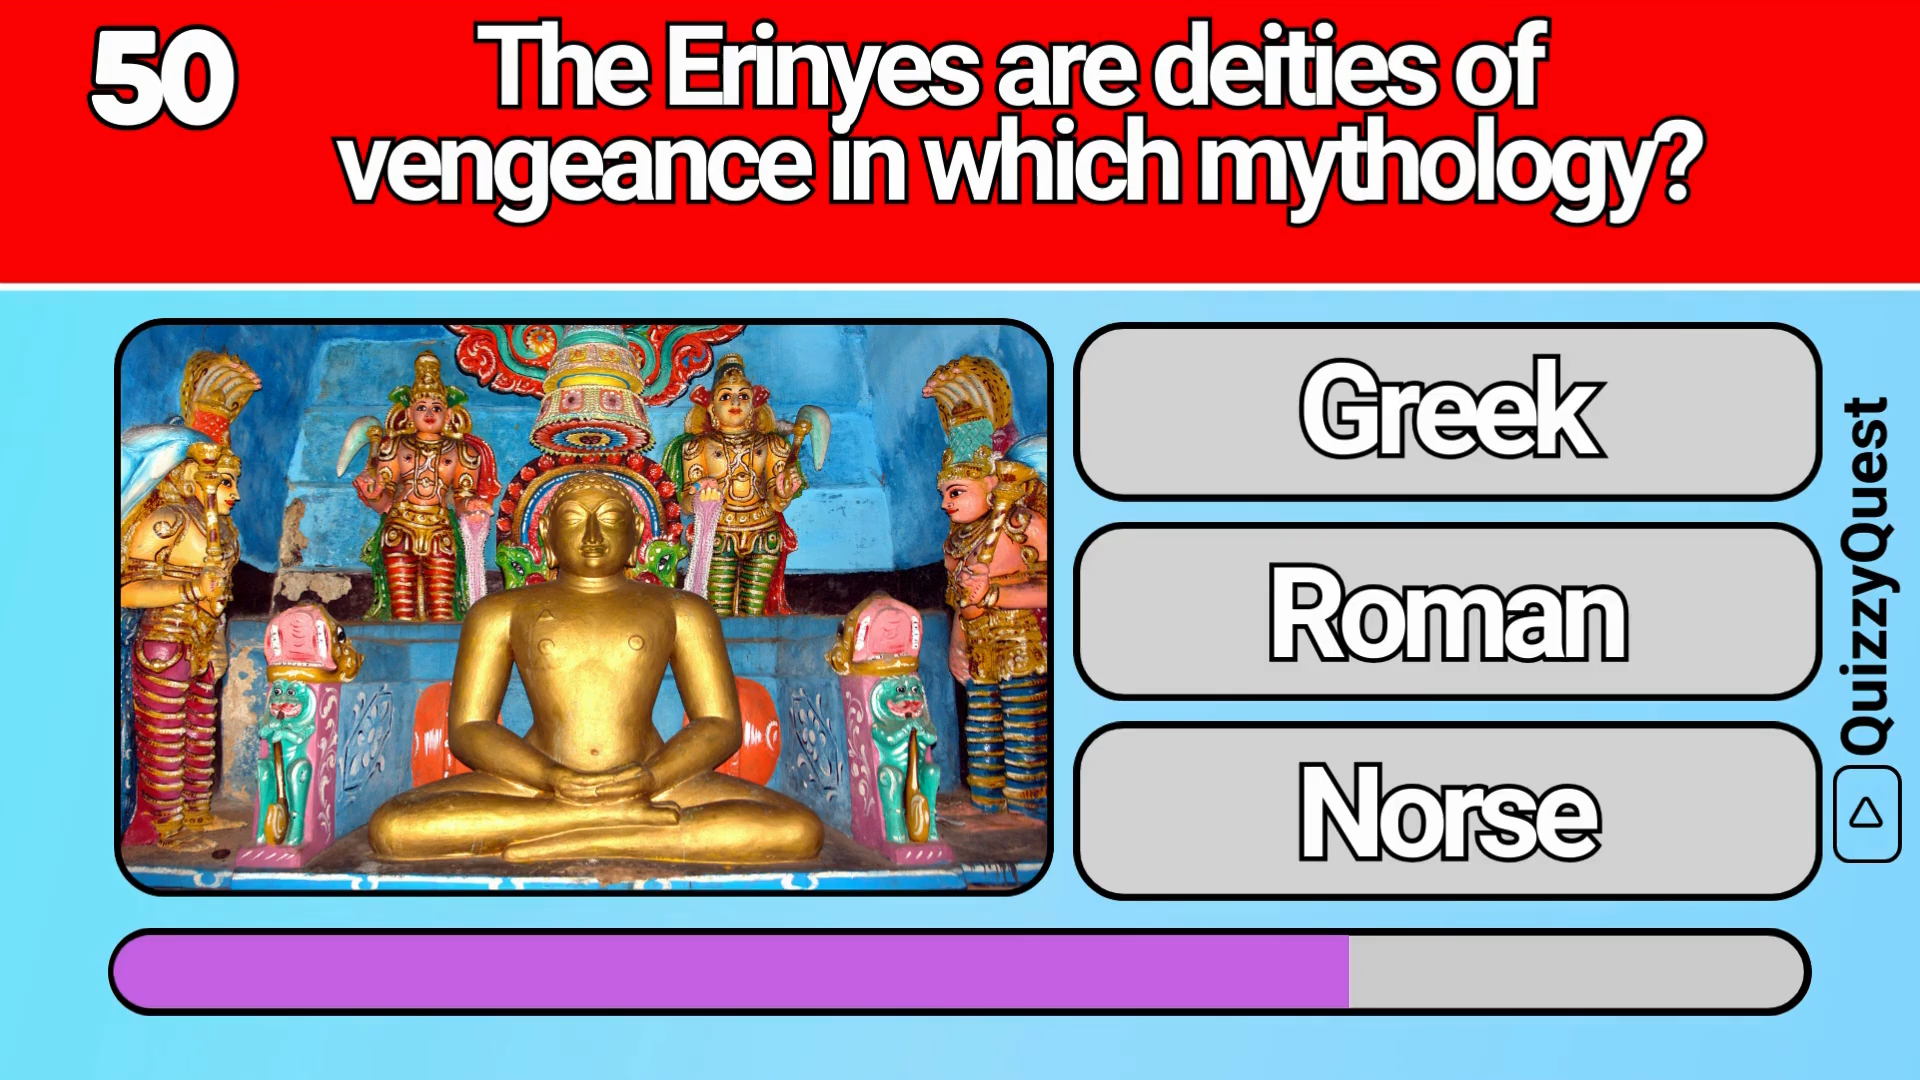 50
The Erinyes are deities of
vengeance in which mythology?
Greek
Roman
Norse
QuizzyQuest